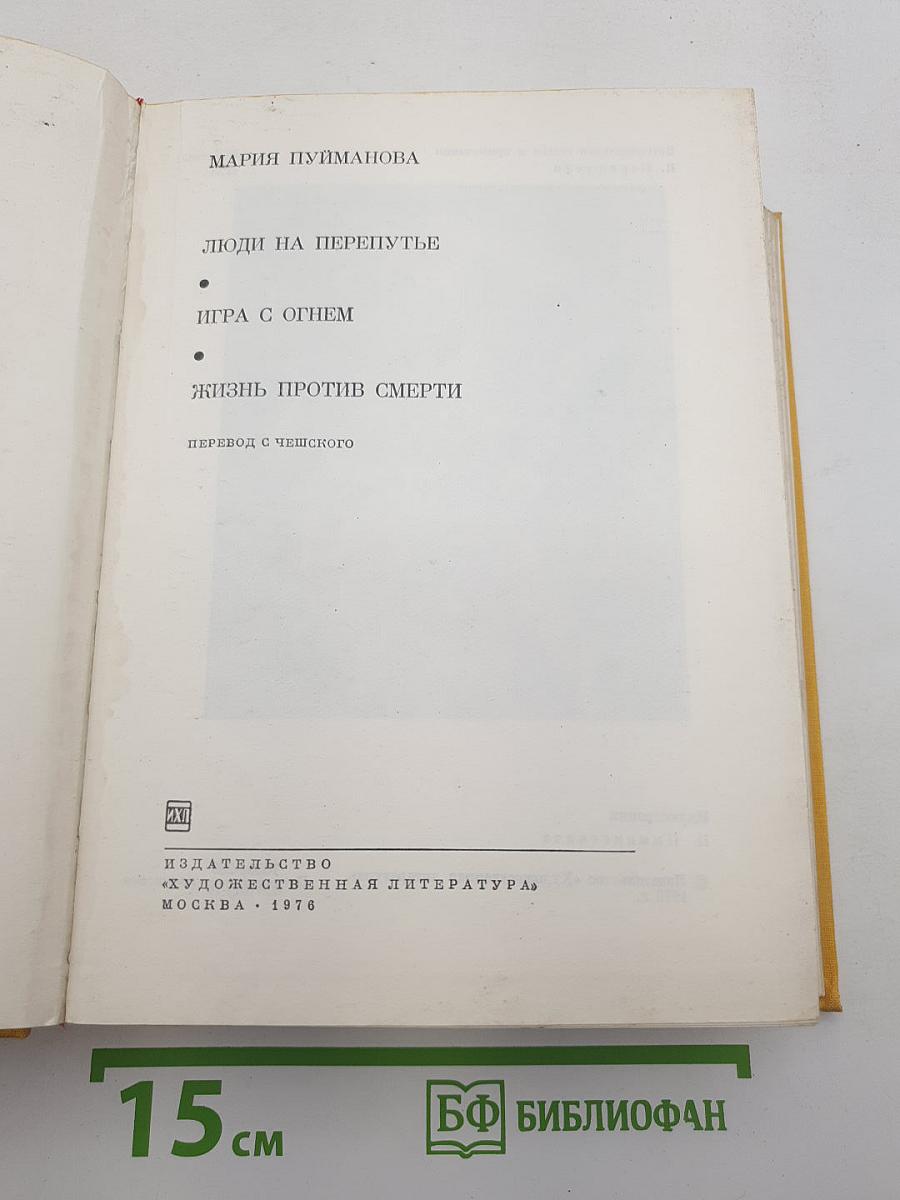 МАРИЯ ПУЙМАНОВА
ЛЮДИ НА ПЕРЕПУТЬЕ
•
ИГРА С ОГНЕМ
•
ЖИЗНЬ ПРОТИВ СМЕРТИ
ПЕРЕВОД С ЧЕШСКОГО
ИХЛ
ИЗДАТЕЛЬСТВО
«ХУДОЖЕСТВЕННАЯ ЛИТЕРАТУРА»
МОСКВА • 1976
15 см
БФ БИБЛИОФАН